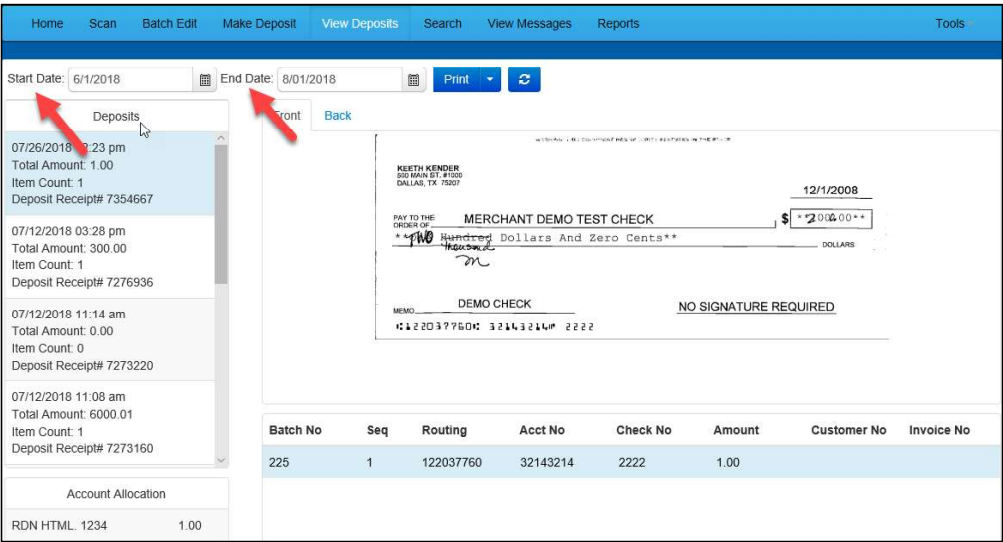 Home Scan Batch Edit Make Deposit View Deposits Search View Messages Reports Tools
Start Date: 6/1/2018 End Date: 8/01/2018 Print
Deposits
07/26/2018 :23 pm
Total Amount: 1.00
Item Count: 1
Deposit Receipt# 7354667
07/12/2018 03:28 pm
Total Amount: 300.00
Item Count: 1
Deposit Receipt# 7276936
07/12/2018 11:14 am
Total Amount: 0.00
Item Count: 0
Deposit Receipt# 7273220
07/12/2018 11:08 am
Total Amount: 6000.01
Item Count: 1
Deposit Receipt# 7273160
Account Allocation
RDN HTML. 1234 1.00
Front Back
KEETH KENDER
500 MAIN ST. #1000
DALLAS, TX 75207
12/1/2008
PAY TO THE
ORDER OF MERCHANT DEMO TEST CHECK $
Two Hundred Dollars And Zero Cents** DOLLARS
thousand
MEMO DEMO CHECK NO SIGNATURE REQUIRED
⑆122037760⑆ 32143214⑈ 2222
Batch No Seq Routing Acct No Check No Amount Customer No Invoice No
225 1 122037760 32143214 2222 1.00